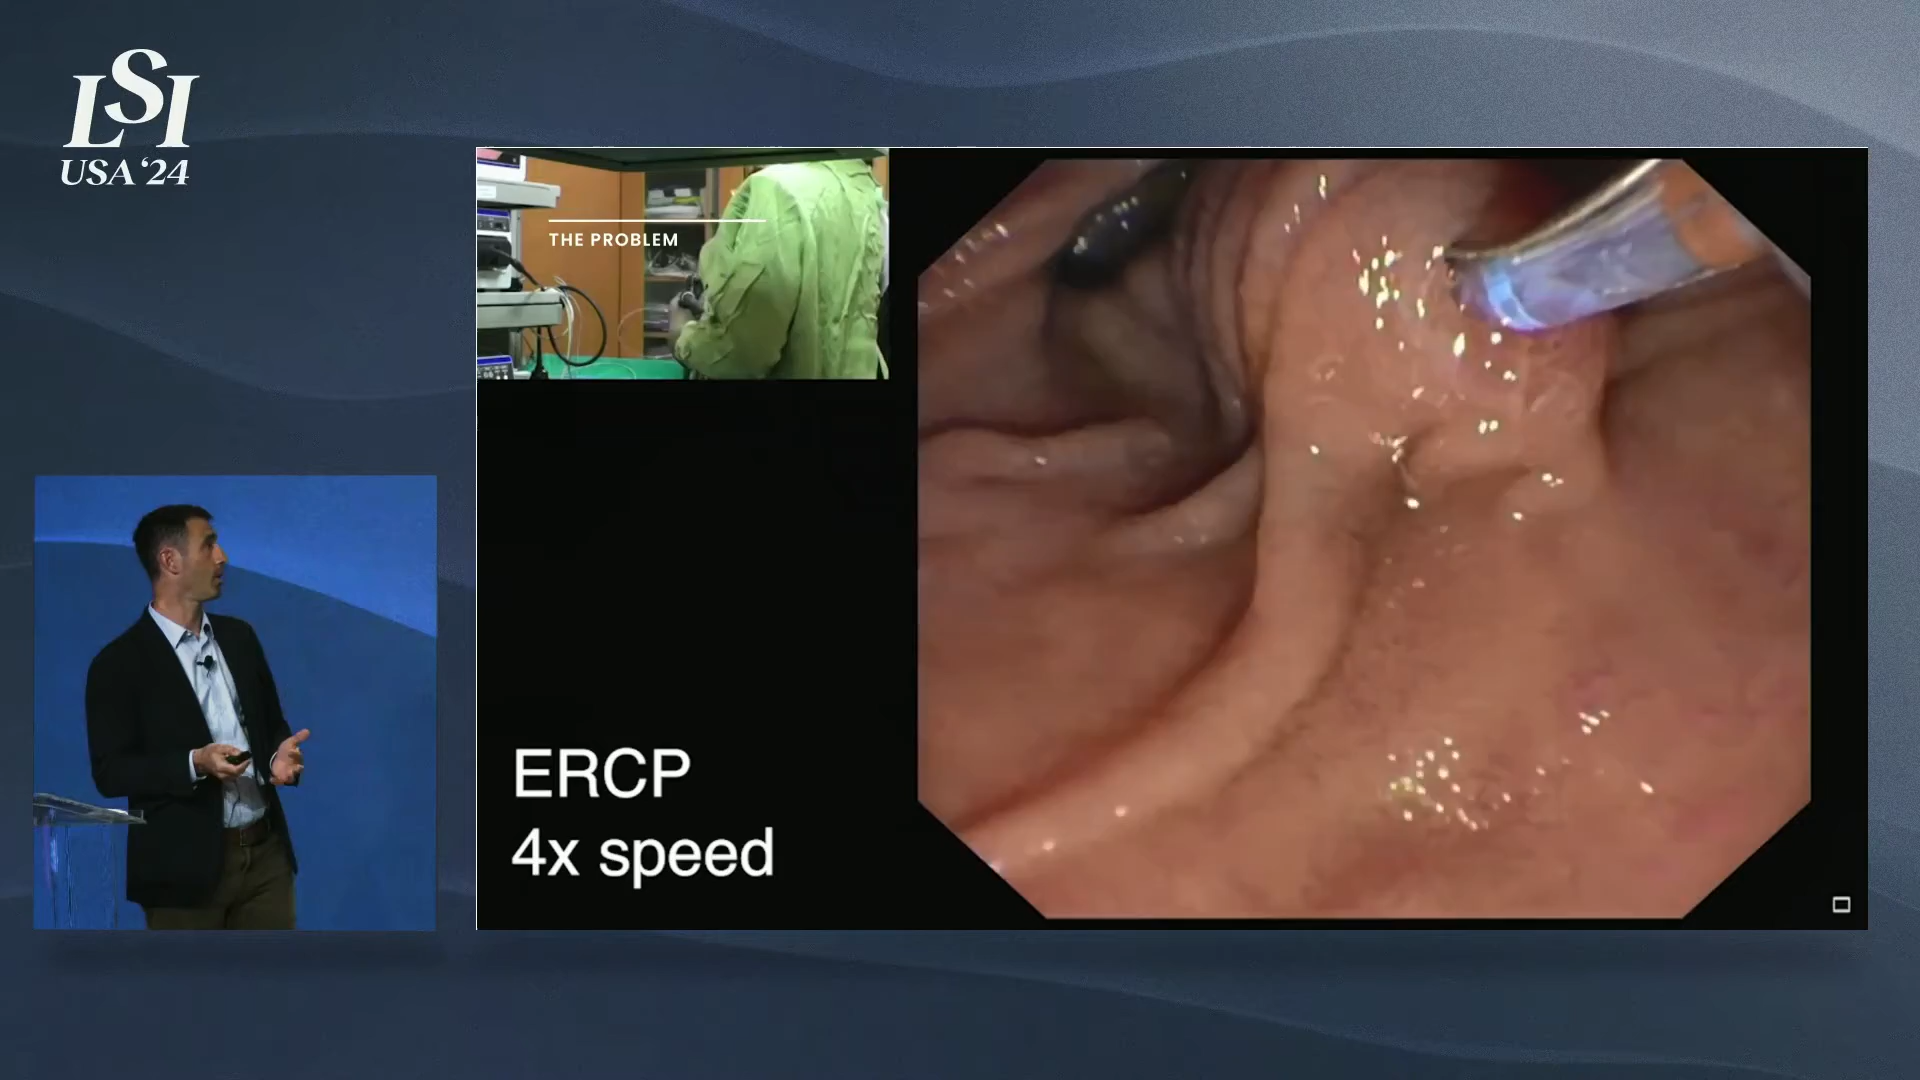 LSI
USA ‘24
THE PROBLEM
ERCP
4x speed